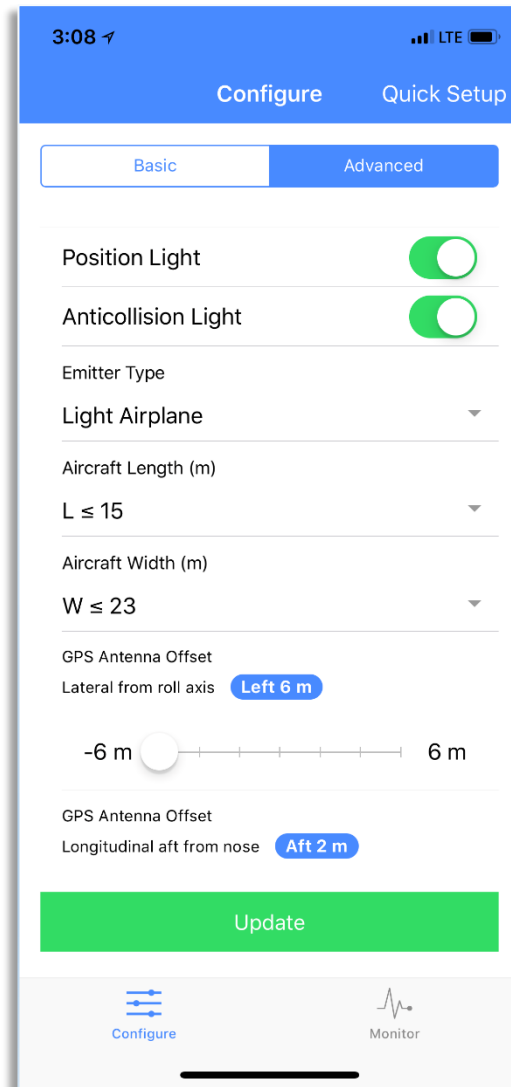 3:08 LTE
Configure Quick Setup
Basic Advanced
Position Light
Anticollision Light
Emitter Type
Light Airplane
Aircraft Length (m)
L ≤ 15
Aircraft Width (m)
W ≤ 23
GPS Antenna Offset
Lateral from roll axis Left 6 m
-6 m 6 m
GPS Antenna Offset
Longitudinal aft from nose Aft 2 m
Update
Configure Monitor